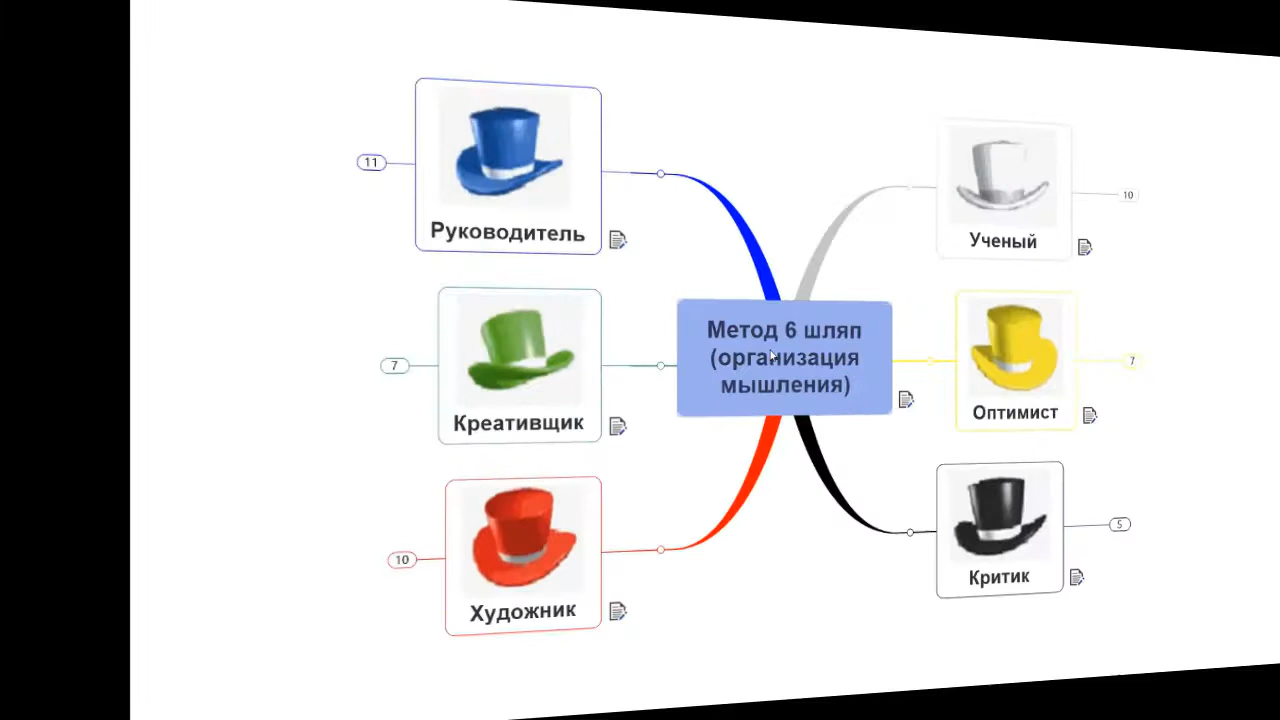 11
Руководитель
7
Креативщик
10
Художник
Метод 6 шляп
(организация
мышления)
10
Ученый
7
Оптимист
5
Критик